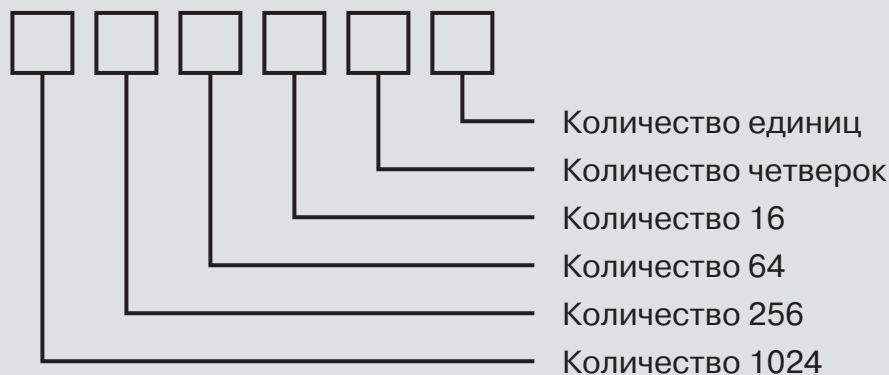 Количество единиц
Количество четверок
Количество 16
Количество 64
Количество 256
Количество 1024